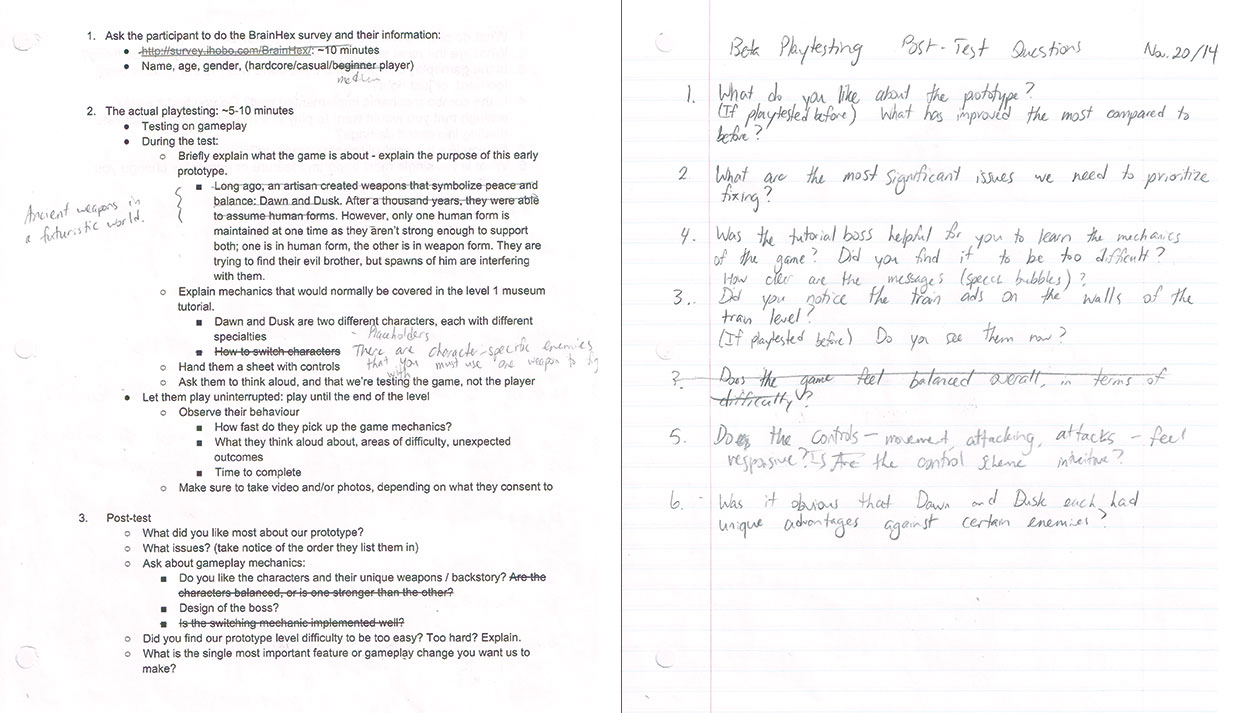 1. Ask the participant to do the BrainHex survey and their information:
● http://survey.ihobo.com/BrainHex/: ~10 minutes
● Name, age, gender, (hardcore/casual/beginner player)
medium
2. The actual playtesting: ~5-10 minutes
● Testing on gameplay
● During the test:
○ Briefly explain what the game is about - explain the purpose of this early
prototype.
Ancient weapons in
a futuristic world.
■ Long ago, an artisan created weapons that symbolize peace and
balance: Dawn and Dusk. After a thousand years, they were able
to assume human forms. However, only one human form is
maintained at one time as they aren't strong enough to support
both; one is in human form, the other is in weapon form. They are
trying to find their evil brother, but spawns of him are interfering
with them.
○ Explain mechanics that would normally be covered in the level 1 museum
tutorial.
■ Dawn and Dusk are two different characters, each with different
specialties
- Placeholders
■ How to switch characters There are character-specific enemies
that you must use one weapon to
with
○ Hand them a sheet with controls
○ Ask them to think aloud, and that we're testing the game, not the player
● Let them play uninterrupted: play until the end of the level
○ Observe their behaviour
■ How fast do they pick up the game mechanics?
■ What they think aloud about, areas of difficulty, unexpected
outcomes
■ Time to complete
○ Make sure to take video and/or photos, depending on what they consent to
3. Post-test
○ What did you like most about our prototype?
○ What issues? (take notice of the order they list them in)
○ Ask about gameplay mechanics:
■ Do you like the characters and their unique weapons / backstory? Are the
characters balanced, or is one stronger than the other?
■ Design of the boss?
■ Is the switching mechanic implemented well?
○ Did you find our prototype level difficulty to be too easy? Too hard? Explain.
○ What is the single most important feature or gameplay change you want us to
make?
Beta Playtesting Post-Test Questions Nov. 20/14
1. What do you like about the prototype?
(If playtested before) What has improved the most compared to
before?
2 What are the most significant issues we need to prioritize
fixing?
4. Was the tutorial boss helpful for you to learn the mechanics
of the game? Did you find it to be too difficult?
How clear are the messages (speech bubbles)?
3. Did you notice the train ads on the walls of the
train level?
(If playtested before) Do you see them now?
?. Does the game feel balanced overall, in terms of
difficulty?
5. Does the controls - movement, attacking, attacks - feel
responsive? Is Are the control scheme intuitive?
6. Was it obvious that Dawn and Dusk each had
unique advantages against certain enemies?